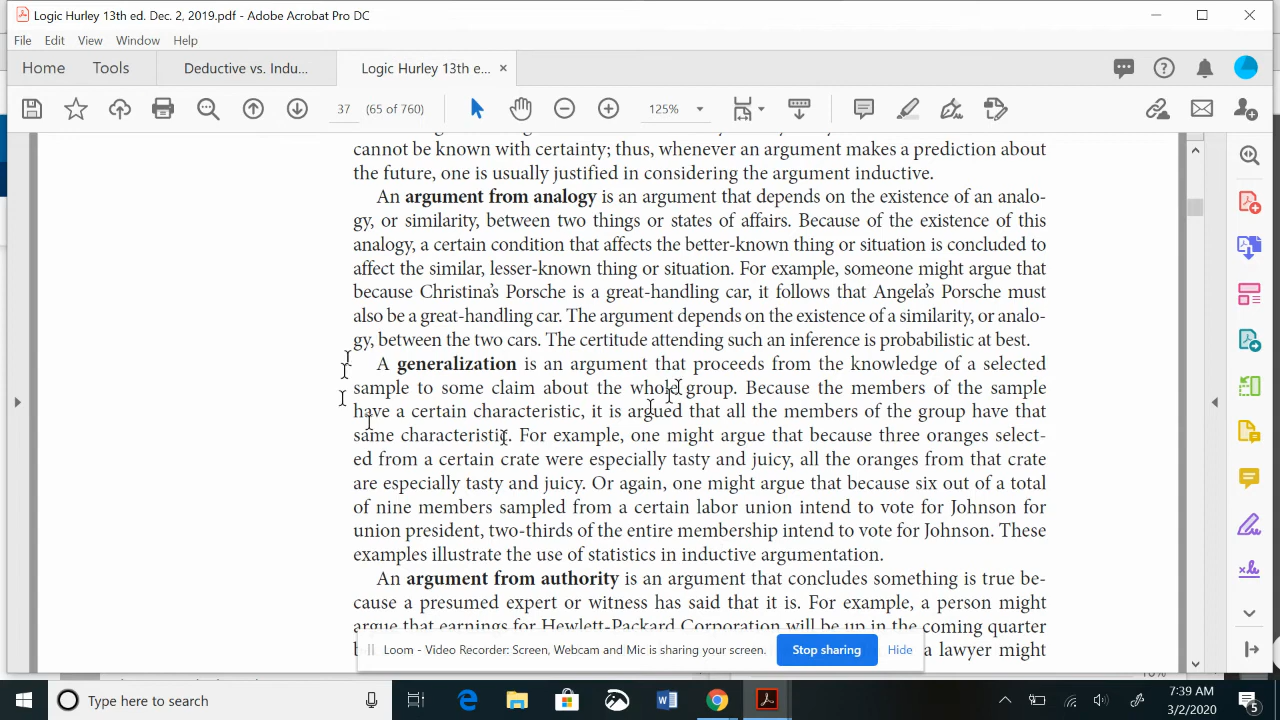 Logic Hurley 13th ed. Dec. 2, 2019.pdf - Adobe Acrobat Pro DC
File Edit View Window Help
Home Tools Deductive vs. Indu... Logic Hurley 13th e... ×
37 (65 of 760) 125%
cannot be known with certainty; thus, whenever an argument makes a prediction about
the future, one is usually justified in considering the argument inductive.
An argument from analogy is an argument that depends on the existence of an analo-
gy, or similarity, between two things or states of affairs. Because of the existence of this
analogy, a certain condition that affects the better-known thing or situation is concluded to
affect the similar, lesser-known thing or situation. For example, someone might argue that
because Christina's Porsche is a great-handling car, it follows that Angela's Porsche must
also be a great-handling car. The argument depends on the existence of a similarity, or analo-
gy, between the two cars. The certitude attending such an inference is probabilistic at best.
A generalization is an argument that proceeds from the knowledge of a selected
sample to some claim about the whole group. Because the members of the sample
have a certain characteristic, it is argued that all the members of the group have that
same characteristic. For example, one might argue that because three oranges select-
ed from a certain crate were especially tasty and juicy, all the oranges from that crate
are especially tasty and juicy. Or again, one might argue that because six out of a total
of nine members sampled from a certain labor union intend to vote for Johnson for
union president, two-thirds of the entire membership intend to vote for Johnson. These
examples illustrate the use of statistics in inductive argumentation.
An argument from authority is an argument that concludes something is true be-
cause a presumed expert or witness has said that it is. For example, a person might
argue that earnings for Hewlett-Packard Corporation will be up in the coming quarter
a lawyer might
Loom - Video Recorder: Screen, Webcam and Mic is sharing your screen. Stop sharing Hide
Type here to search
7:39 AM
3/2/2020
5